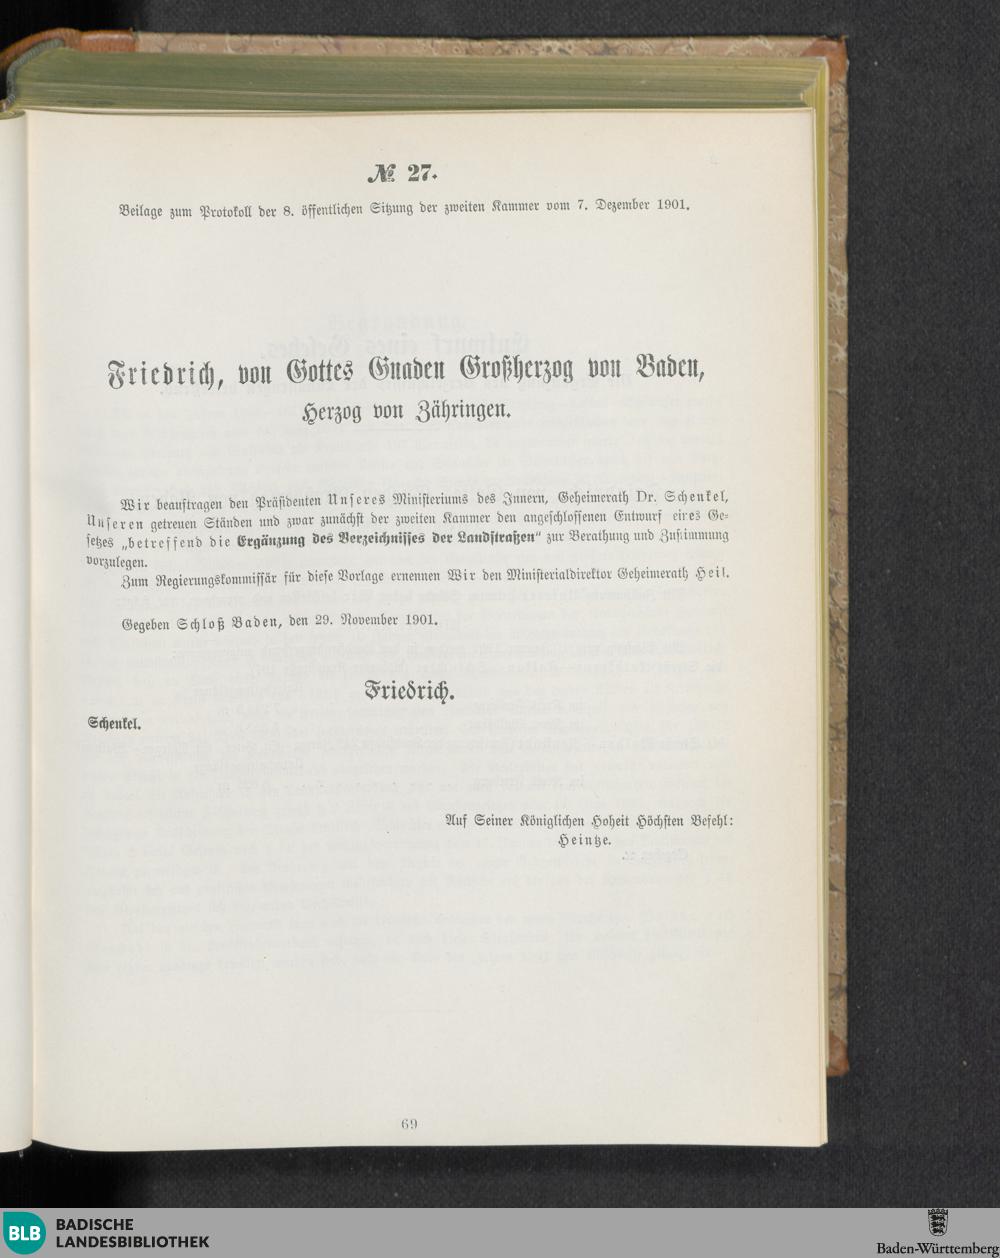 № 27.
Beilage zum Protokoll der 8. öffentlichen Sitzung der zweiten Kammer vom 7. Dezember 1901.
Friedrich, von Gottes Gnaden Großherzog von Baden,
Herzog von Zähringen.
Wir beauftragen den Präsidenten Unseres Ministeriums des Innern, Geheimerath Dr. Schenkel,
Unseren getreuen Ständen und zwar zunächst der zweiten Kammer den angeschlossenen Entwurf eines Ge-
setzes „betreffend die Ergänzung des Verzeichnisses der Landstraßen" zur Berathung und Zustimmung
vorzulegen.
Zum Regierungskommissär für diese Vorlage ernennen Wir den Ministerialdirektor Geheimerath Heil.
Gegeben Schloß Baden, den 29. November 1901.
Friedrich.
Schenkel.
Auf Seiner Königlichen Hoheit Höchsten Befehl:
Heintze.
69
BLB BADISCHE
LANDESBIBLIOTHEK
Baden-Württemberg